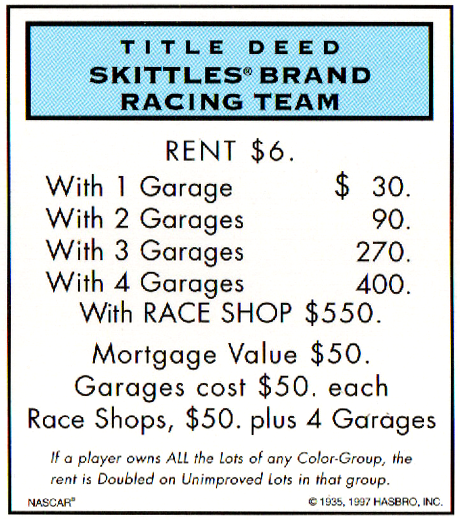 TITLE DEED
SKITTLES® BRAND
RACING TEAM
RENT $6.
With 1 Garage $ 30.
With 2 Garages 90.
With 3 Garages 270.
With 4 Garages 400.
With RACE SHOP $550.
Mortgage Value $50.
Garages cost $50. each
Race Shops, $50. plus 4 Garages
If a player owns ALL the Lots of any Color-Group, the
rent is Doubled on Unimproved Lots in that group.
NASCAR® © 1935, 1997 HASBRO, INC.